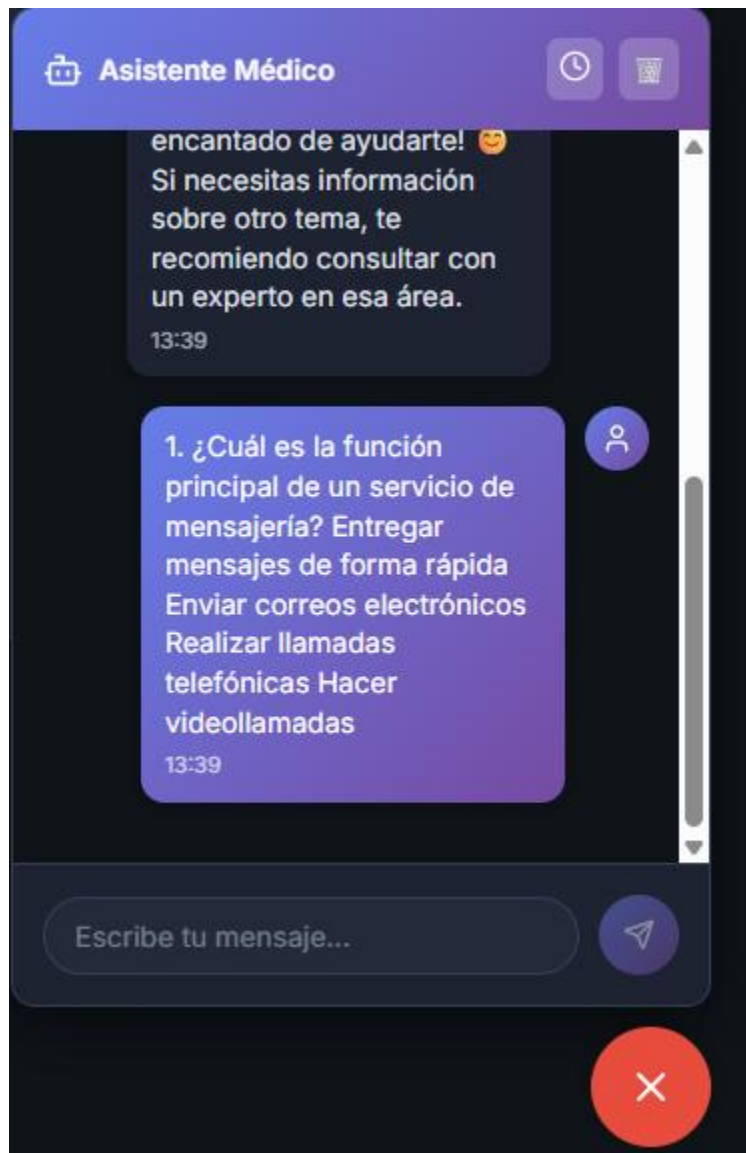 Asistente Médico
encantado de ayudarte! 😊
Si necesitas información
sobre otro tema, te
recomiendo consultar con
un experto en esa área.
13:39
1. ¿Cuál es la función
principal de un servicio de
mensajería? Entregar
mensajes de forma rápida
Enviar correos electrónicos
Realizar llamadas
telefónicas Hacer
videollamadas
13:39
Escribe tu mensaje...